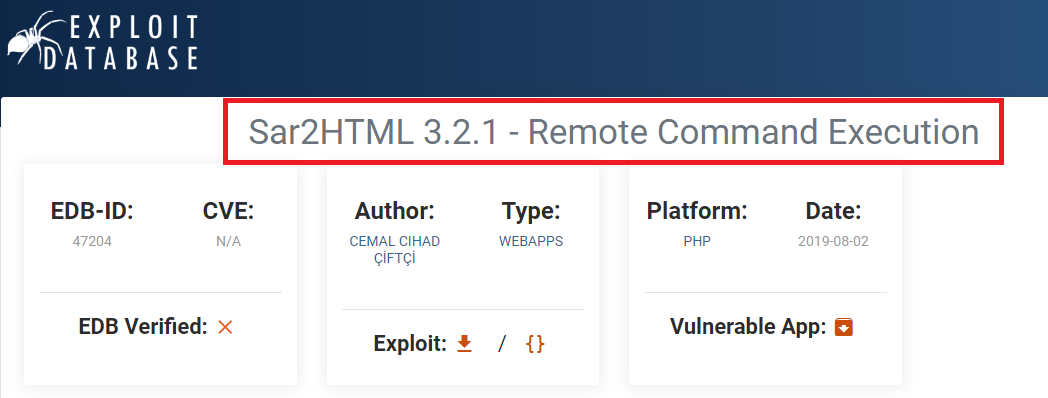 EXPLOIT
DATABASE
Sar2HTML 3.2.1 - Remote Command Execution
EDB-ID:
47204
CVE:
N/A
EDB Verified:
Author:
CEMAL CIHAD
ÇİFTÇİ
Type:
WEBAPPS
Exploit: / {}
Platform:
PHP
Date:
2019-08-02
Vulnerable App: